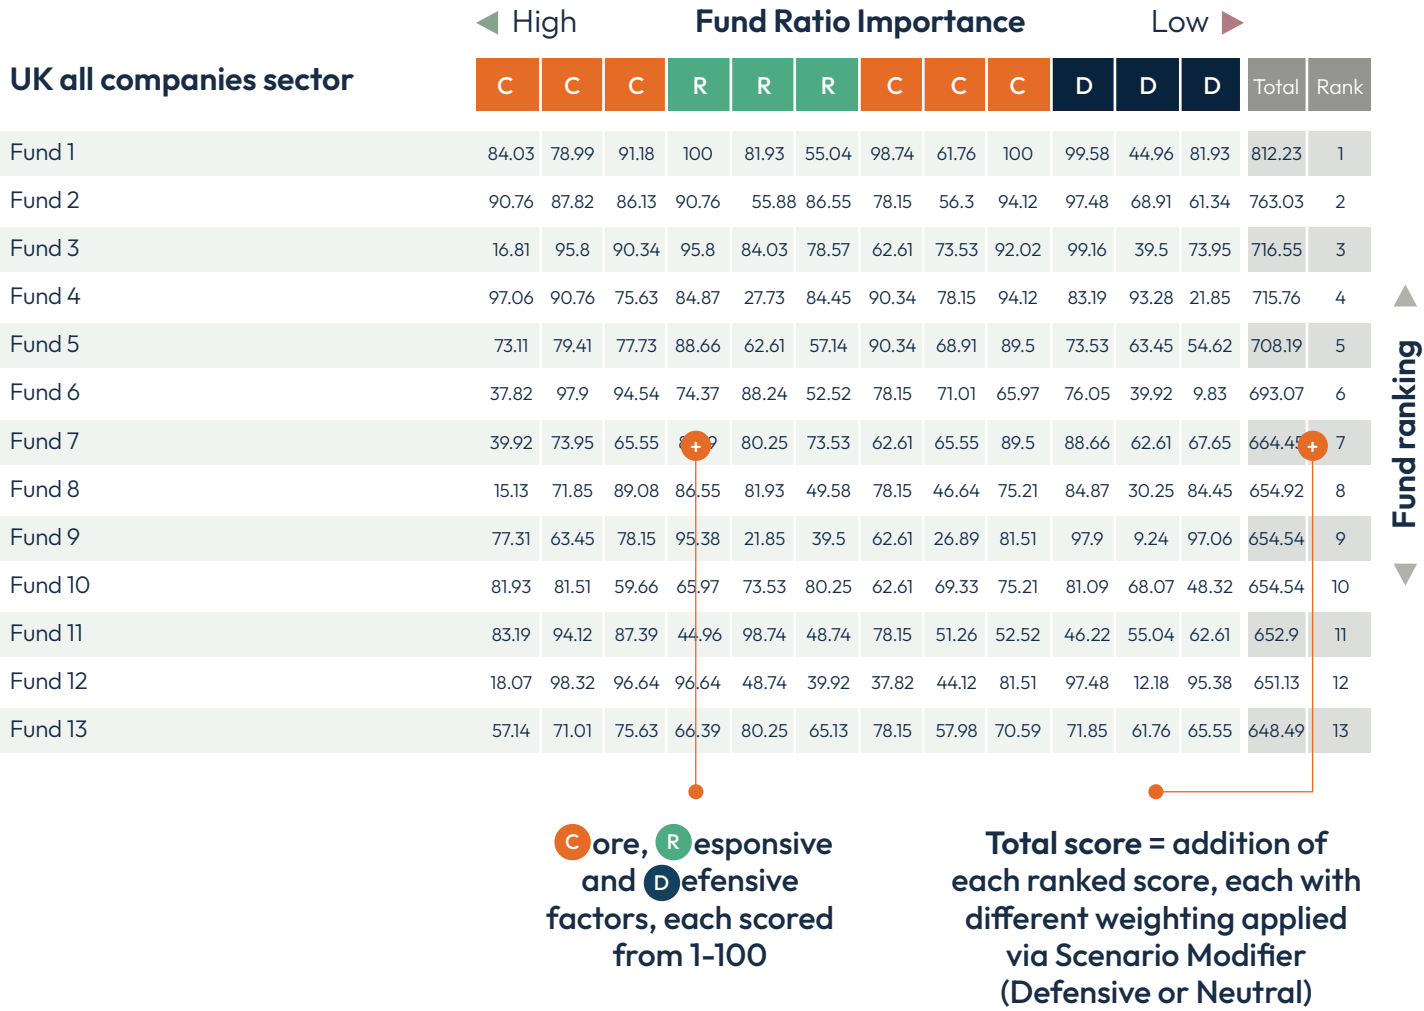 High Fund Ratio Importance Low
UK all companies sector C C C R R R C C C D D D Total Rank
Fund 1 84.03 78.99 91.18 100 81.93 55.04 98.74 61.76 100 99.58 44.96 81.93 812.23 1
Fund 2 90.76 87.82 86.13 90.76 55.88 86.55 78.15 56.3 94.12 97.48 68.91 61.34 763.03 2
Fund 3 16.81 95.8 90.34 95.8 84.03 78.57 62.61 73.53 92.02 99.16 39.5 73.95 716.55 3
Fund 4 97.06 90.76 75.63 84.87 27.73 84.45 90.34 78.15 94.12 83.19 93.28 21.85 715.76 4
Fund 5 73.11 79.41 77.73 88.66 62.61 57.14 90.34 68.91 89.5 73.53 63.45 54.62 708.19 5
Fund 6 37.82 97.9 94.54 74.37 88.24 52.52 78.15 71.01 65.97 76.05 39.92 9.83 693.07 6
Fund 7 39.92 73.95 65.55 80.25 73.53 62.61 65.55 89.5 88.66 62.61 67.65 664.45 7
Fund 8 15.13 71.85 89.08 86.55 81.93 49.58 78.15 46.64 75.21 84.87 30.25 84.45 654.92 8
Fund 9 77.31 63.45 78.15 95.38 21.85 39.5 62.61 26.89 81.51 97.9 9.24 97.06 654.54 9
Fund 10 81.93 81.51 59.66 65.97 73.53 80.25 62.61 69.33 75.21 81.09 68.07 48.32 654.54 10
Fund 11 83.19 94.12 87.39 44.96 98.74 48.74 78.15 51.26 52.52 46.22 55.04 62.61 652.9 11
Fund 12 18.07 98.32 96.64 96.64 48.74 39.92 37.82 44.12 81.51 97.48 12.18 95.38 651.13 12
Fund 13 57.14 71.01 75.63 66.39 80.25 65.13 78.15 57.98 70.59 71.85 61.76 65.55 648.49 13
Fund ranking
Core, Responsive
and Defensive
factors, each scored
from 1-100
Total score = addition of
each ranked score, each with
different weighting applied
via Scenario Modifier
(Defensive or Neutral)